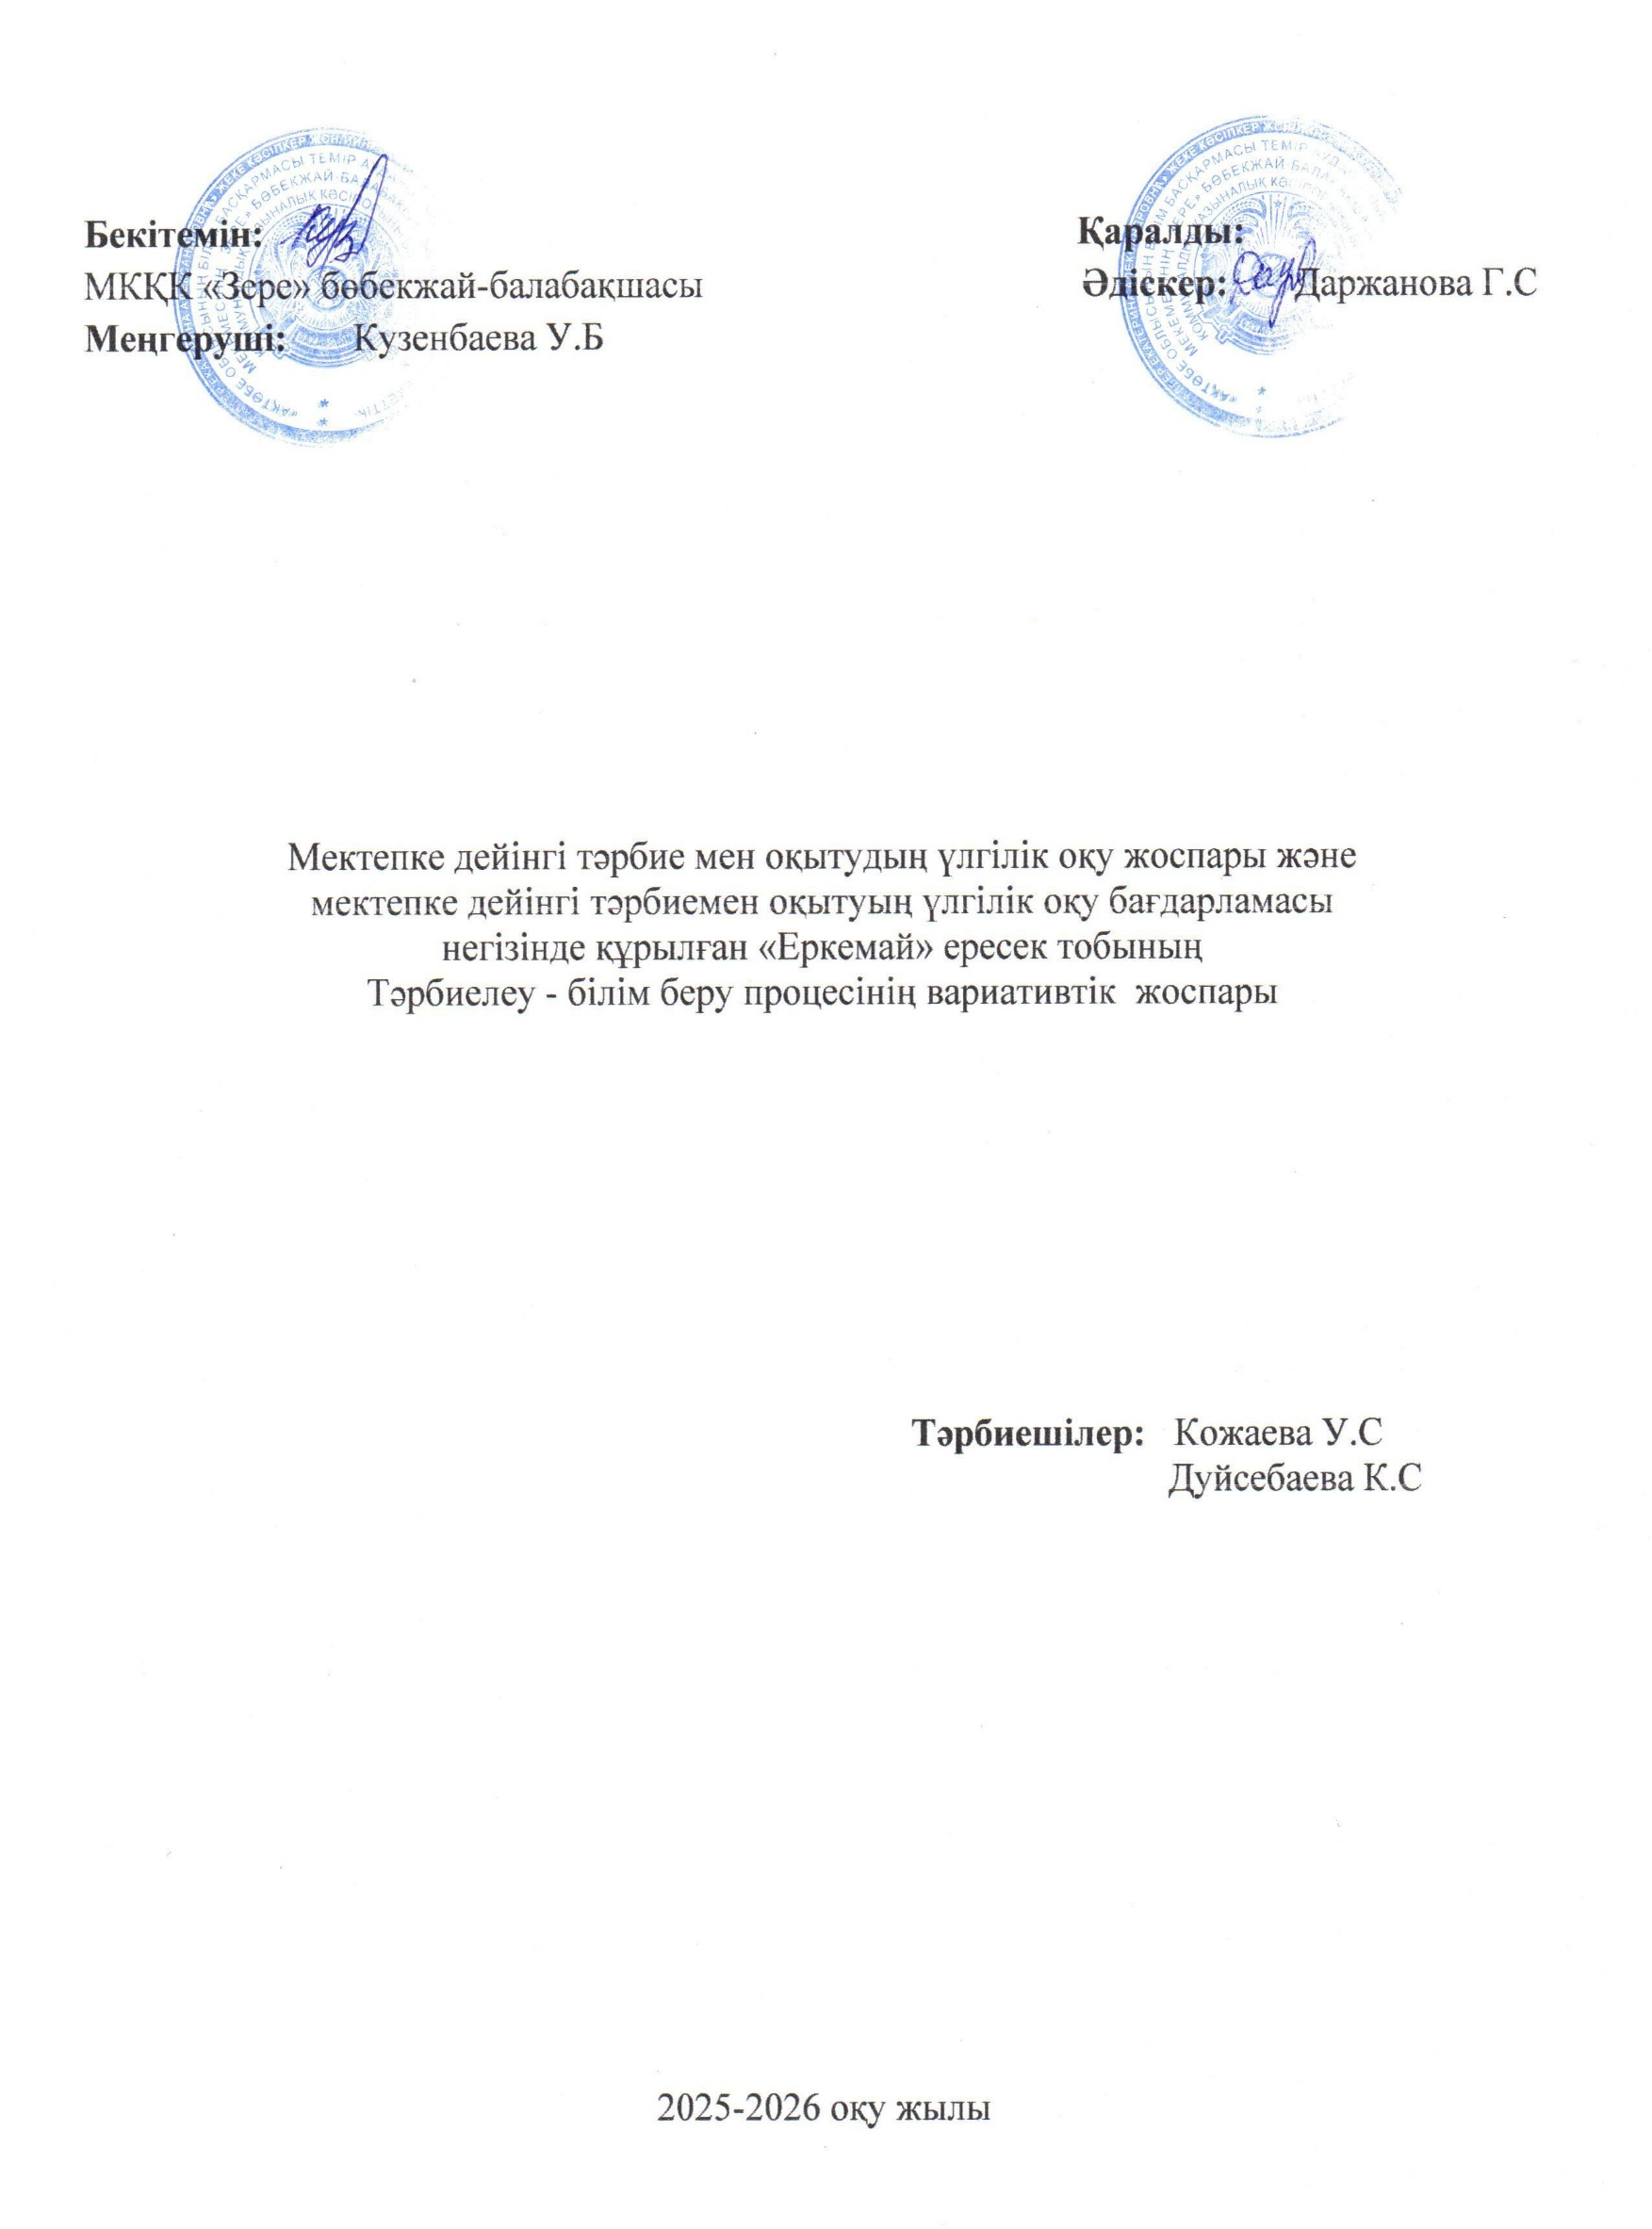 Бекітемін:
МКҚК «Зере» бөбекжай-балабақшасы
Меңгеруші: Кузенбаева У.Б
Қаралды:
Әдіскер: Даржанова Г.С
Мектепке дейінгі тәрбие мен оқытудың үлгілік оқу жоспары және
мектепке дейінгі тәрбиемен оқытуың үлгілік оқу бағдарламасы
негізінде құрылған «Еркемай» ересек тобының
Тәрбиелеу - білім беру процесінің вариативтік жоспары
Тәрбиешілер: Кожаева У.С
Дуйсебаева К.С
2025-2026 оқу жылы